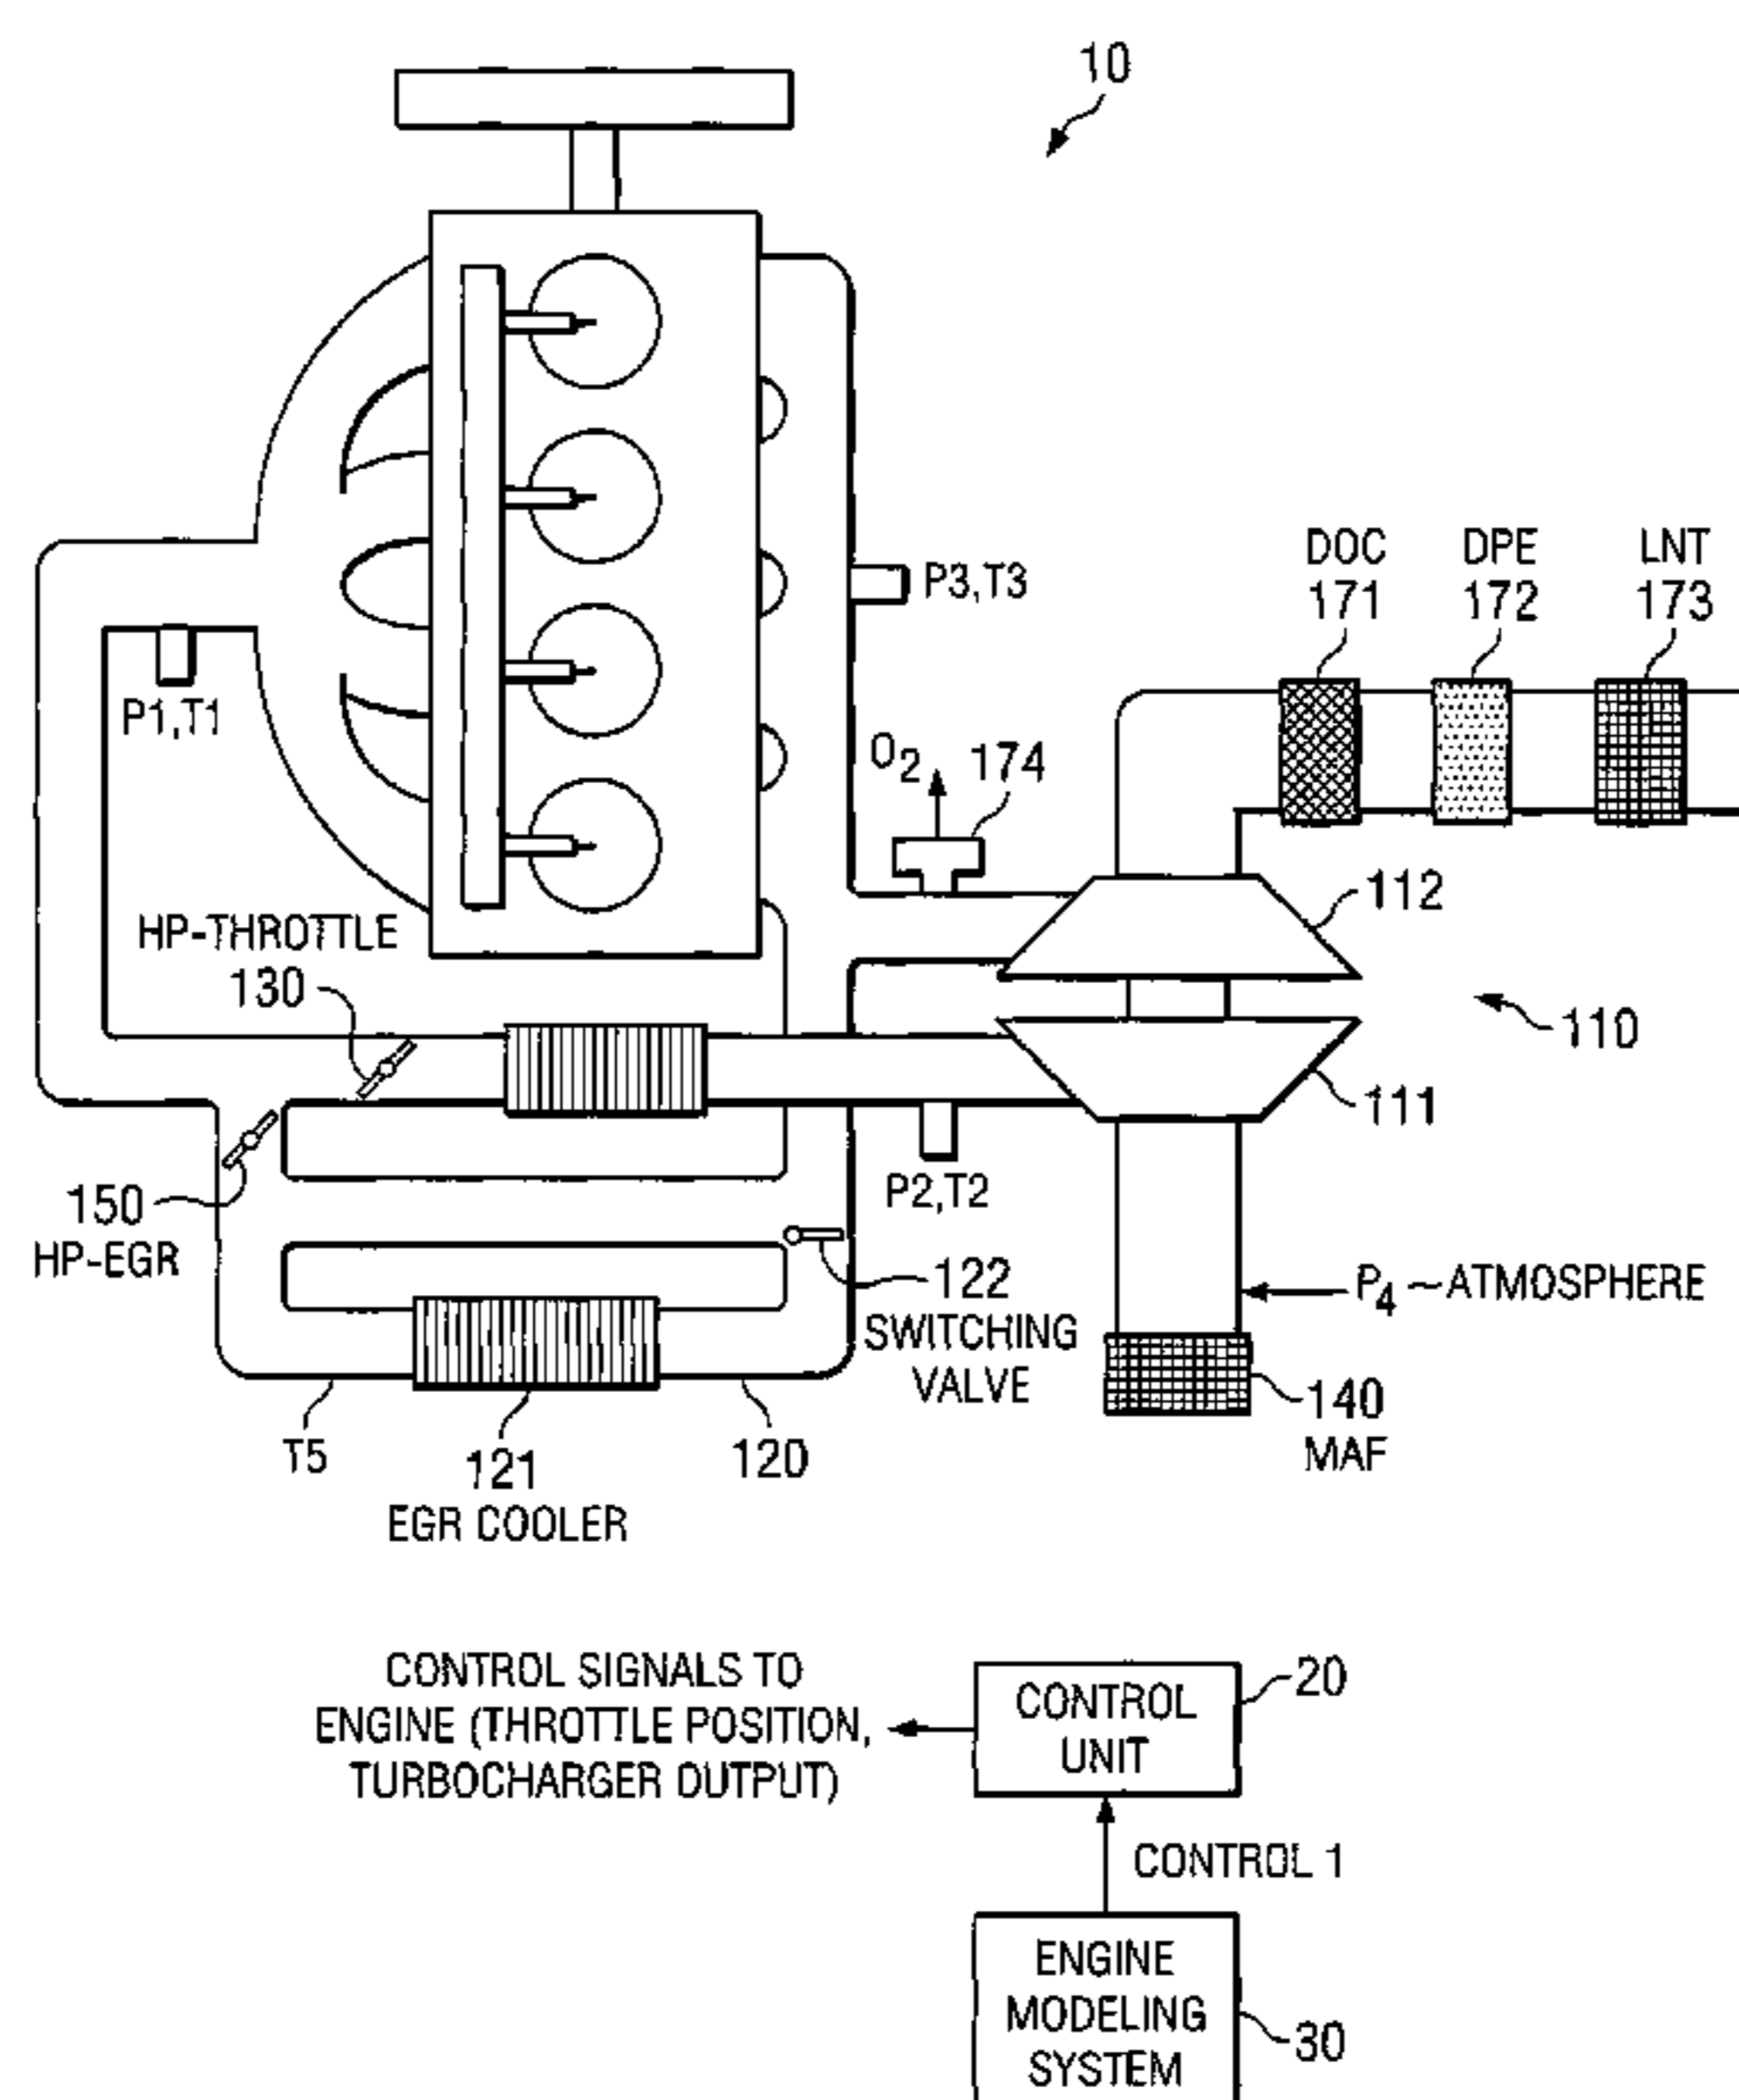 10
DOC
171
DPE
172
LNT
173
P3,T3
P1,T1
O2
174
112
HP-THROTTLE
130
110
111
150
HP-EGR
P2,T2
122
SWITCHING
VALVE
P4 ~ATMOSPHERE
140
MAF
T5
121
EGR COOLER
120
CONTROL SIGNALS TO
ENGINE (THROTTLE POSITION,
TURBOCHARGER OUTPUT)
CONTROL
UNIT
20
CONTROL 1
ENGINE
MODELING
SYSTEM
30